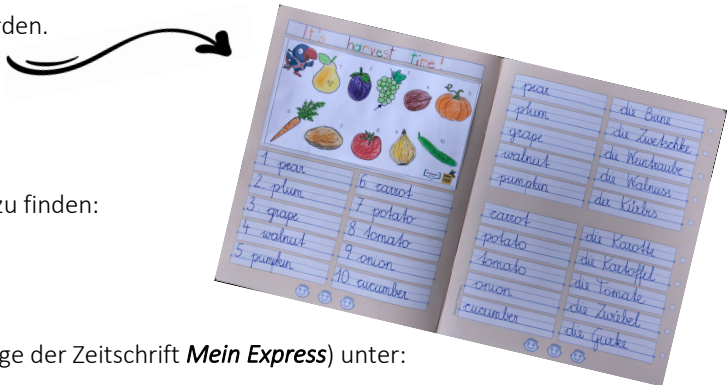 rden.
It's harvest time!
1. pear
2. plum
3. grape
4. walnut
5. pumpkin
6. carrot
7 potato
8 tomato
9 onion
10 cucumber
pear
die Birne
plum
die Zwetschke
grape
die Weintraube
walnut
die Walnuss
pumpkin
der Kürbis
carrot
die Karotte
potato
die Kartoffel
tomato
die Tomate
onion
die Zwiebel
cucumber
die Gurke
zu finden:
ge der Zeitschrift Mein Express) unter: